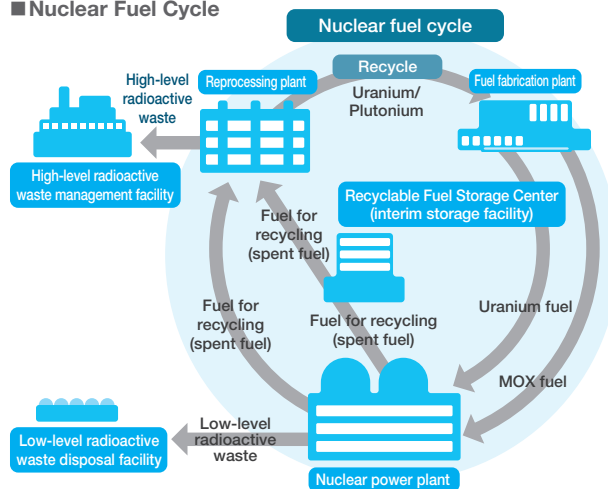 ■Nuclear Fuel Cycle
Nuclear fuel cycle
Recycle
Uranium/
Plutonium
High-level
radioactive
waste
Reprocessing plant
Fuel fabrication plant
High-level radioactive
waste management facility
Recyclable Fuel Storage Center
(interim storage facility)
Fuel for
recycling
(spent fuel)
Fuel for
recycling
(spent fuel)
Fuel for recycling
(spent fuel)
Uranium fuel
MOX fuel
Low-level
radioactive
waste
Low-level radioactive
waste disposal facility
Nuclear power plant